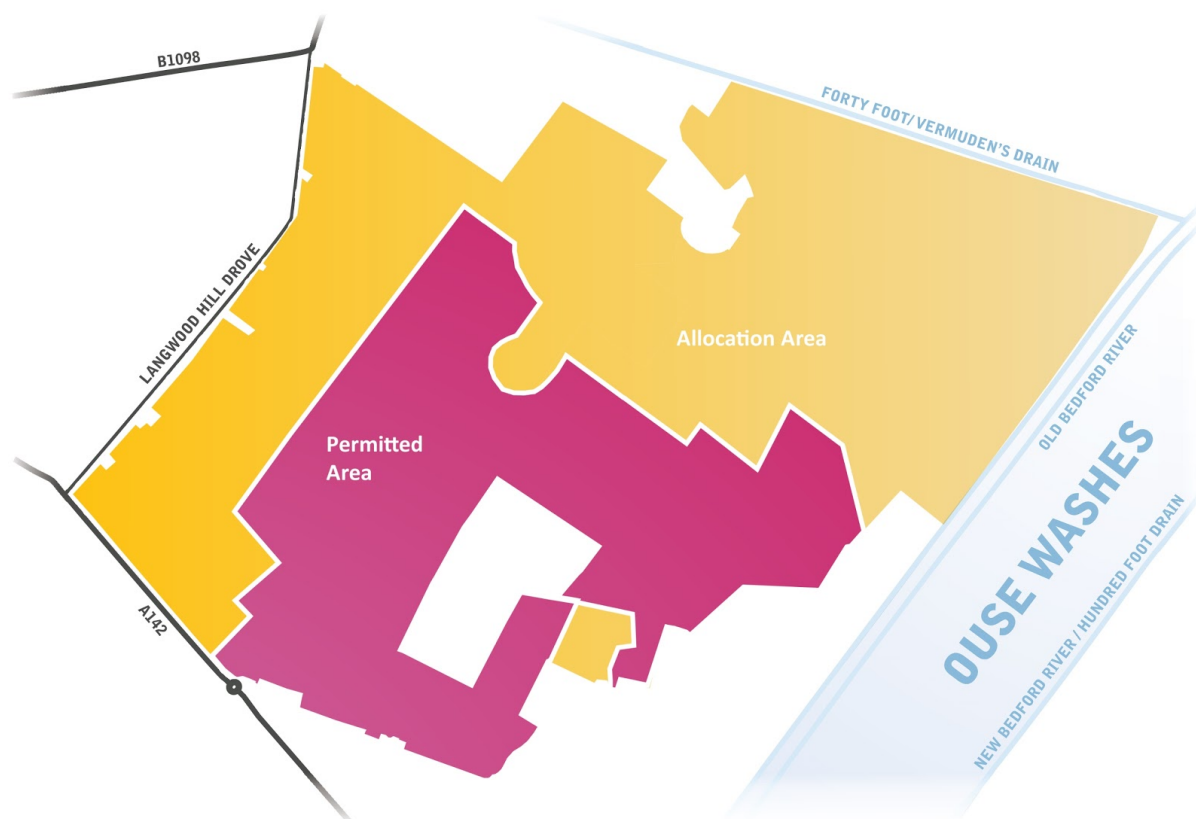 B1098
FORTY FOOT/ VERMUDEN'S DRAIN
LANGWOOD HILL DROVE
Allocation Area
OLD BEDFORD RIVER
Permitted
Area
OUSE WASHES
NEW BEDFORD RIVER / HUNDRED FOOT DRAIN
A142